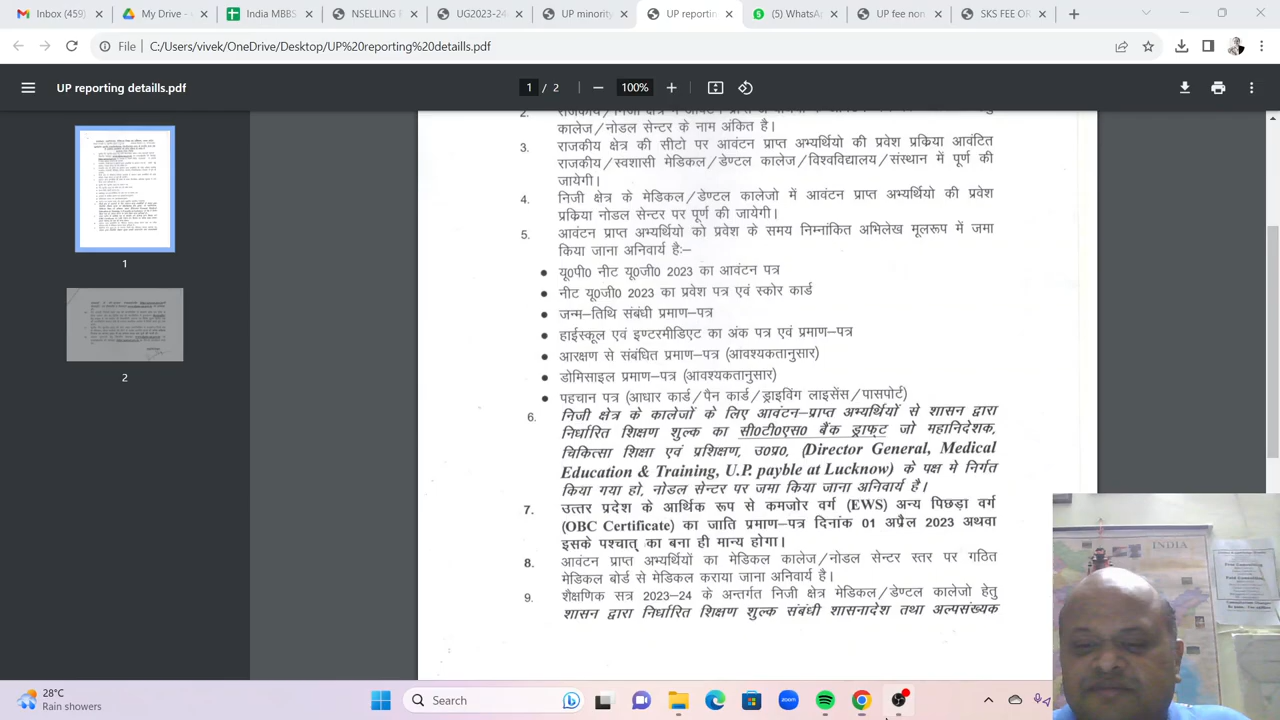 Inbox (459)
My Drive -
India MBBS
NSELLING F
UG2023-24
UP minority
UP reportin
(5) WhatsA
UP fee non
SKS FEE OR
File C:/Users/vivek/OneDrive/Desktop/UP%20reporting%20detaills.pdf
UP reporting detaills.pdf
1 / 2
100%
1
2
2.
कालेज/नोडल सेन्टर के नाम अंकित है।
3. राजकीय क्षेत्र की सीटो पर आवंटन प्राप्त अभ्यर्थियो की प्रवेश प्रक्रिया आवंटित
राजकीय/स्वशासी मेडिकल/डेण्टल कालेज/विश्वविद्यालय/संस्थान में पूर्ण की
जायेगी।
4. निजी क्षेत्र के मेडिकल/डेण्टल कालेजो में आवंटन प्राप्त अभ्यर्थियो की प्रवेश
प्रक्रिया नोडल सेन्टर पर पूर्ण की जायेगी।
5. आवंटन प्राप्त अभ्यर्थियो को प्रवेश के समय निम्नांकित अभिलेख मूलरूप में जमा
किया जाना अनिवार्य हैः-
• यू0पी0 नीट यू0जी0 2023 का आवंटन पत्र
• नीट यू0जी0 2023 का प्रवेश पत्र एवं स्कोर कार्ड
• जन्म-तिथि संबंधी प्रमाण-पत्र
• हाईस्कूल एवं इण्टरमीडिएट का अंक पत्र एवं प्रमाण-पत्र
• आरक्षण से संबंधित प्रमाण-पत्र (आवश्यकतानुसार)
• डोमिसाइल प्रमाण-पत्र (आवश्यकतानुसार)
• पहचान पत्र (आधार कार्ड/पैन कार्ड/ड्राइविंग लाइसेंस/पासपोर्ट)
6. निजी क्षेत्र के कालेजों के लिए आवंटन-प्राप्त अभ्यर्थियों से शासन द्वारा
निर्धारित शिक्षण शुल्क का सी0टी0एस0 बैंक ड्राफ्ट जो महानिदेशक,
चिकित्सा शिक्षा एवं प्रशिक्षण, उ0प्र0, (Director General, Medical
Education & Training, U.P. payble at Lucknow) के पक्ष मे निर्गत
किया गया हो, नोडल सेन्टर पर जमा किया जाना अनिवार्य है।
7. उत्तर प्रदेश के आर्थिक रूप से कमजोर वर्ग (EWS) अन्य पिछड़ा वर्ग
(OBC Certificate) का जाति प्रमाण-पत्र दिनांक 01 अप्रैल 2023 अथवा
इसके पश्चात् का बना ही मान्य होगा।
8. आवंटन प्राप्त अभ्यर्थियों का मेडिकल कालेज/नोडल सेन्टर स्तर पर गठित
मेडिकल बोर्ड से मेडिकल कराया जाना अनिवार्य है।
9. शैक्षणिक सत्र 2023-24 के अन्तर्गत निजी क्षेत्र मेडिकल/डेण्टल कालेजो हेतु
शासन द्वारा निर्धारित शिक्षण शुल्क संबंधी शासनादेश तथा अल्पसंख्यक
INDIA
28°C
Rain showers
Search
zoom